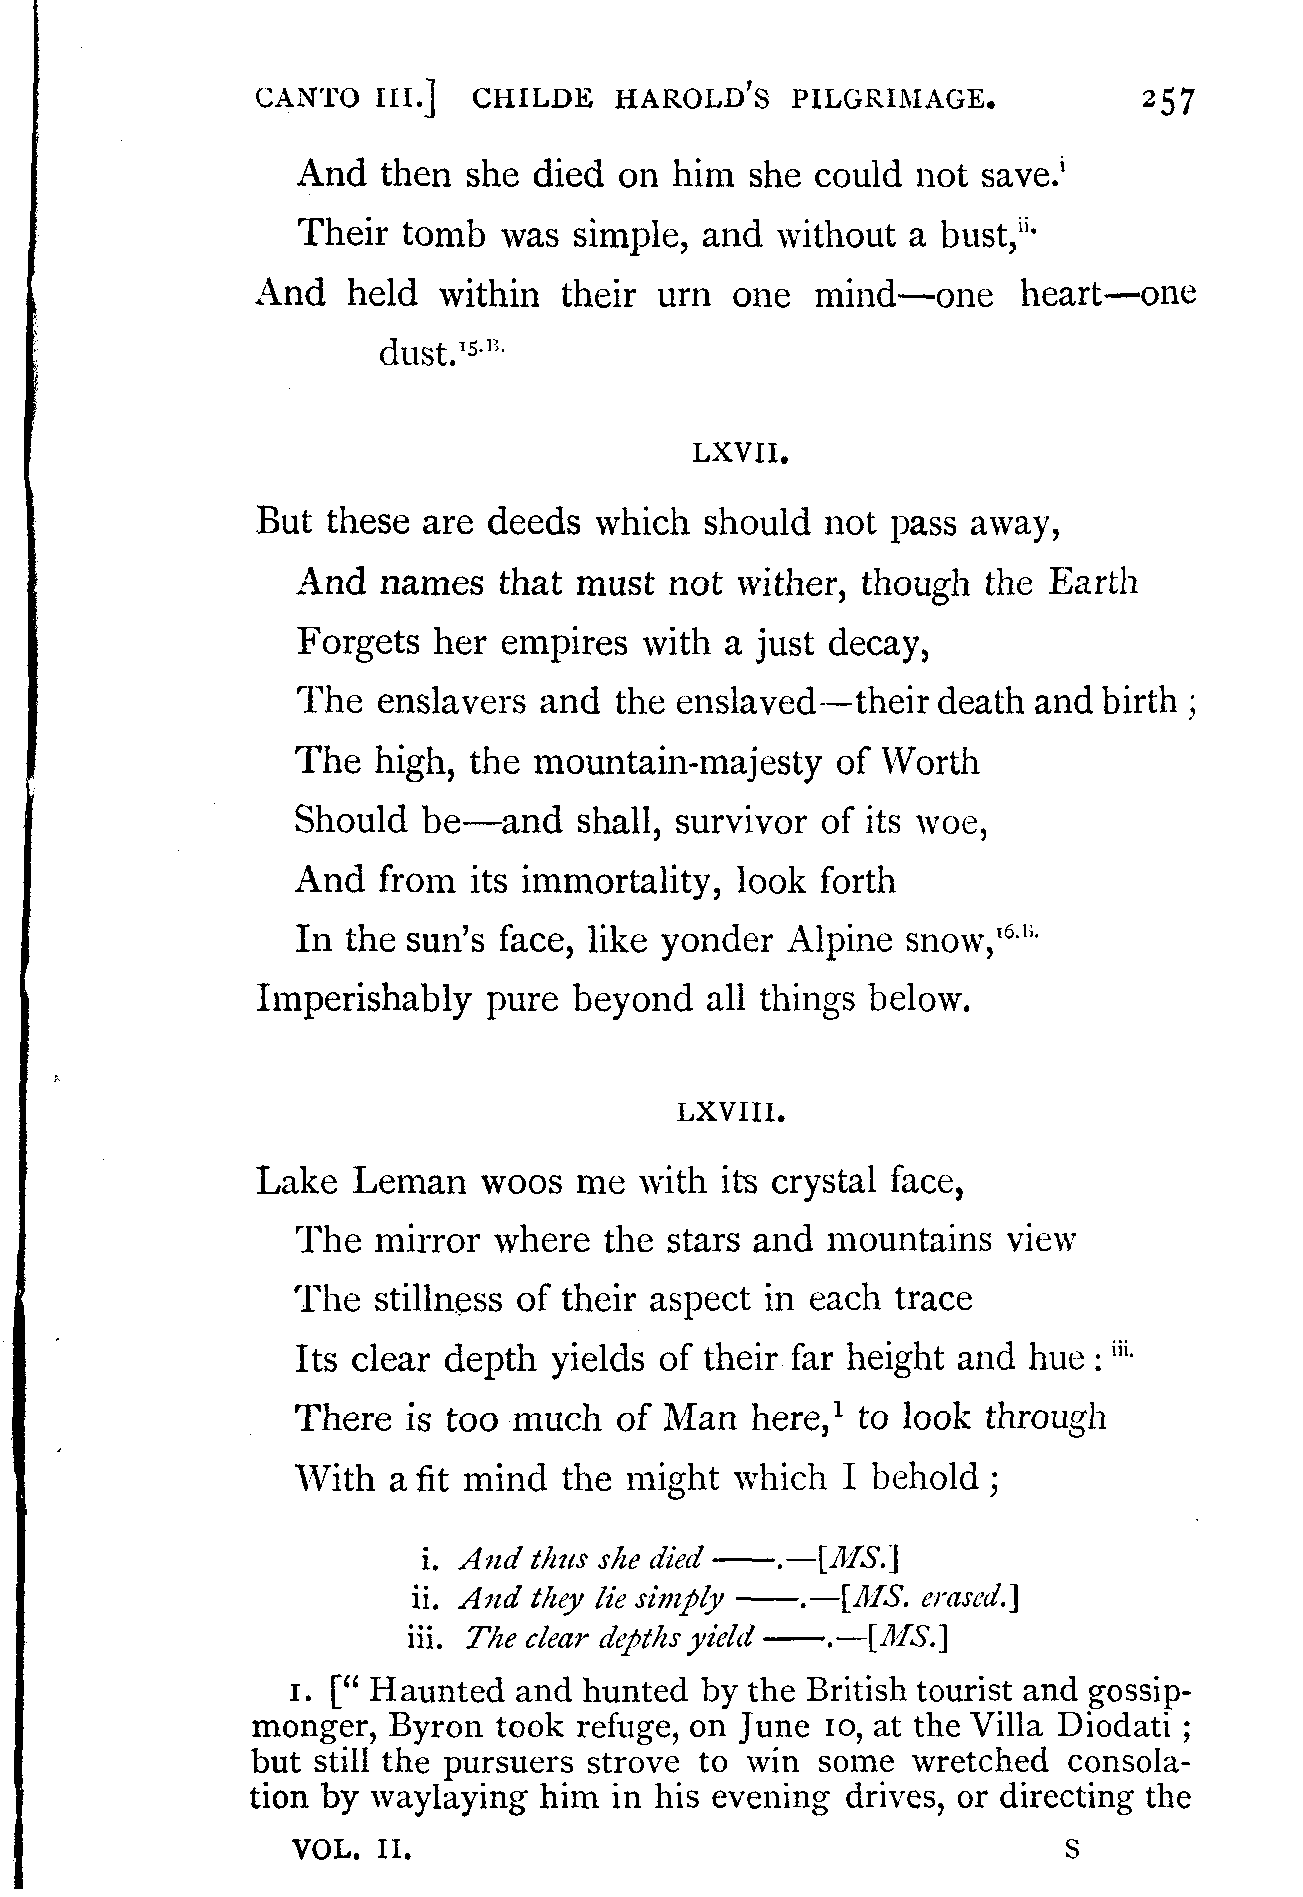 CANTO III.] CHILDE HAROLD'S PILGRIMAGE. 257
And then she died on him she could not save.i
Their tomb was simple, and without a bust,ii.
And held within their urn one mind—one heart—one
dust.15.B.
LXVII.
But these are deeds which should not pass away,
And names that must not wither, though the Earth
Forgets her empires with a just decay,
The enslavers and the enslaved—their death and birth ;
The high, the mountain-majesty of Worth
Should be—and shall, survivor of its woe,
And from its immortality, look forth
In the sun's face, like yonder Alpine snow,16.B.
Imperishably pure beyond all things below.
LXVIII.
Lake Leman woos me with its crystal face,
The mirror where the stars and mountains view
The stillness of their aspect in each trace
Its clear depth yields of their far height and hue : iii.
There is too much of Man here,1 to look through
With a fit mind the might which I behold ;
i. And thus she died ——.—[MS.]
ii. And they lie simply ——.—[MS. erased.]
iii. The clear depths yield ——.—[MS.]
1. [“ Haunted and hunted by the British tourist and gossip-
monger, Byron took refuge, on June 10, at the Villa Diodati ;
but still the pursuers strove to win some wretched consola-
tion by waylaying him in his evening drives, or directing the
VOL. II. S